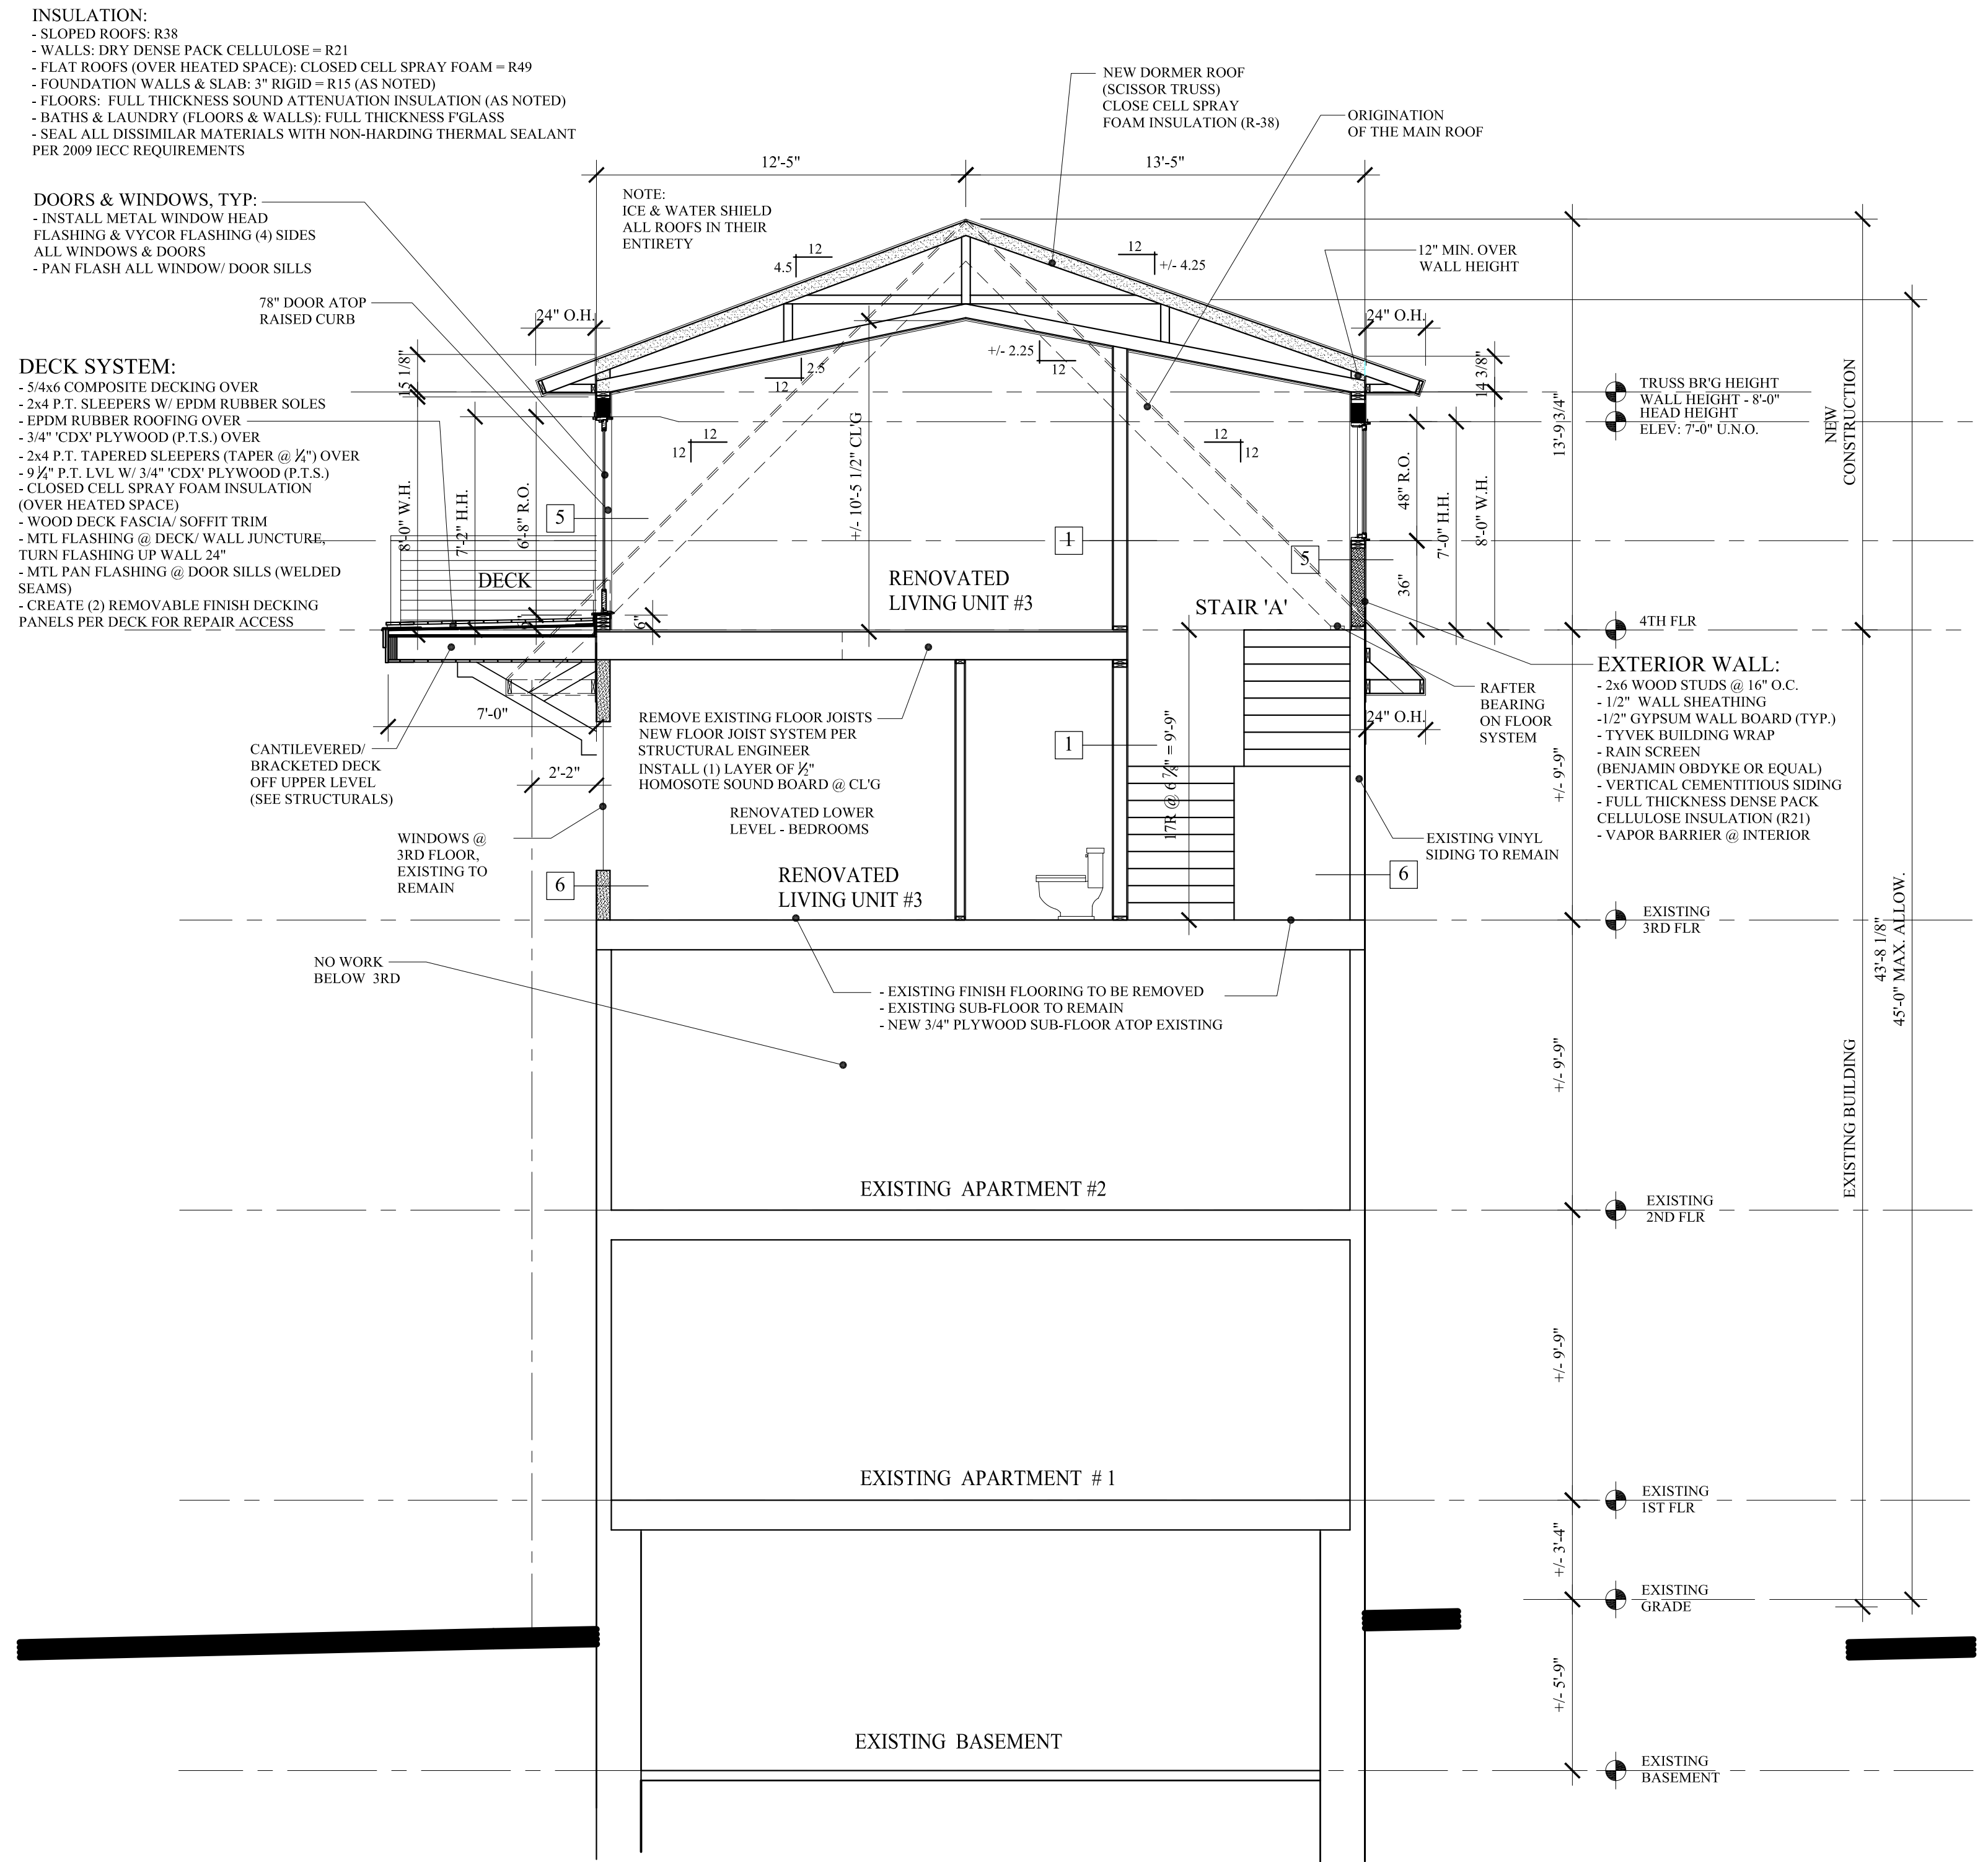 INSULATION:
- SLOPED ROOFS: R38
- WALLS: DRY DENSE PACK CELLULOSE = R21
- FLAT ROOFS (OVER HEATED SPACE): CLOSED CELL SPRAY FOAM = R49
- FOUNDATION WALLS & SLAB: 3" RIGID = R15 (AS NOTED)
- FLOORS:  FULL THICKNESS SOUND ATTENUATION INSULATION (AS NOTED)
- BATHS & LAUNDRY (FLOORS & WALLS): FULL THICKNESS F'GLASS
- SEAL ALL DISSIMILAR MATERIALS WITH NON-HARDING THERMAL SEALANT
PER 2009 IECC REQUIREMENTS
DOORS & WINDOWS, TYP:
- INSTALL METAL WINDOW HEAD
FLASHING & VYCOR FLASHING (4) SIDES
ALL WINDOWS & DOORS
- PAN FLASH ALL WINDOW/ DOOR SILLS
78" DOOR ATOP
RAISED CURB
DECK SYSTEM:
- 5/4x6 COMPOSITE DECKING OVER
- 2x4 P.T. SLEEPERS W/ EPDM RUBBER SOLES
- EPDM RUBBER ROOFING OVER
- 3/4" 'CDX' PLYWOOD (P.T.S.) OVER
- 2x4 P.T. TAPERED SLEEPERS (TAPER @ ¼") OVER
- 9¼" P.T. LVL W/ 3/4" 'CDX' PLYWOOD (P.T.S.)
- CLOSED CELL SPRAY FOAM INSULATION
(OVER HEATED SPACE)
- WOOD DECK FASCIA/ SOFFIT TRIM
- MTL FLASHING @ DECK/ WALL JUNCTURE,
TURN FLASHING UP WALL 24"
- MTL PAN FLASHING @ DOOR SILLS (WELDED
SEAMS)
- CREATE (2) REMOVABLE FINISH DECKING
PANELS PER DECK FOR REPAIR ACCESS
NOTE:
ICE & WATER SHIELD
ALL ROOFS IN THEIR
ENTIRETY
12'-5"
13'-5"
NEW DORMER ROOF
(SCISSOR TRUSS)
CLOSE CELL SPRAY
FOAM INSULATION (R-38)
ORIGINATION
OF THE MAIN ROOF
12" MIN. OVER
WALL HEIGHT
12
4.5
12
+/- 4.25
24" O.H.
24" O.H.
15 1/8"
14 3/8"
2.5
12
+/- 2.25
12
12
12
12
12
8'-0" W.H.
7'-2" H.H.
6'-8" R.O.
+/- 10'-5 1/2" CL'G
48" R.O.
36"
7'-0" H.H.
8'-0" W.H.
5
1
5
DECK
6"
RENOVATED
LIVING UNIT #3
STAIR 'A'
TRUSS BR'G HEIGHT
WALL HEIGHT - 8'-0"
HEAD HEIGHT
ELEV: 7'-0" U.N.O.
13'-9 3/4"
NEW
CONSTRUCTION
4TH FLR
EXTERIOR WALL:
- 2x6 WOOD STUDS @ 16" O.C.
- 1/2"  WALL SHEATHING
-1/2" GYPSUM WALL BOARD (TYP.)
- TYVEK BUILDING WRAP
- RAIN SCREEN
(BENJAMIN OBDYKE OR EQUAL)
- VERTICAL CEMENTITIOUS SIDING
- FULL THICKNESS DENSE PACK
CELLULOSE INSULATION (R21)
- VAPOR BARRIER @ INTERIOR
RAFTER
BEARING
ON FLOOR
SYSTEM
24" O.H.
7'-0"
2'-2"
CANTILEVERED/
BRACKETED DECK
OFF UPPER LEVEL
(SEE STRUCTURALS)
REMOVE EXISTING FLOOR JOISTS
NEW FLOOR JOIST SYSTEM PER
STRUCTURAL ENGINEER
INSTALL (1) LAYER OF ½"
HOMOSOTE SOUND BOARD @ CL'G
RENOVATED LOWER
LEVEL - BEDROOMS
1
17R @ 6 ⅞" = 9'-9"
+/- 9'-9"
WINDOWS @
3RD FLOOR,
EXISTING TO
REMAIN
6
RENOVATED
LIVING UNIT #3
EXISTING VINYL
SIDING TO REMAIN
6
EXISTING
3RD FLR
43'-8 1/8"
45'-0" MAX. ALLOW.
NO WORK
BELOW  3RD
- EXISTING FINISH FLOORING TO BE REMOVED
- EXISTING SUB-FLOOR TO REMAIN
- NEW 3/4" PLYWOOD SUB-FLOOR ATOP EXISTING
+/- 9'-9"
EXISTING BUILDING
EXISTING  APARTMENT #2
EXISTING
2ND FLR
+/- 9'-9"
EXISTING  APARTMENT  # 1
EXISTING
1ST FLR
+/- 3'-4"
EXISTING
GRADE
+/- 5'-9"
EXISTING  BASEMENT
EXISTING
BASEMENT